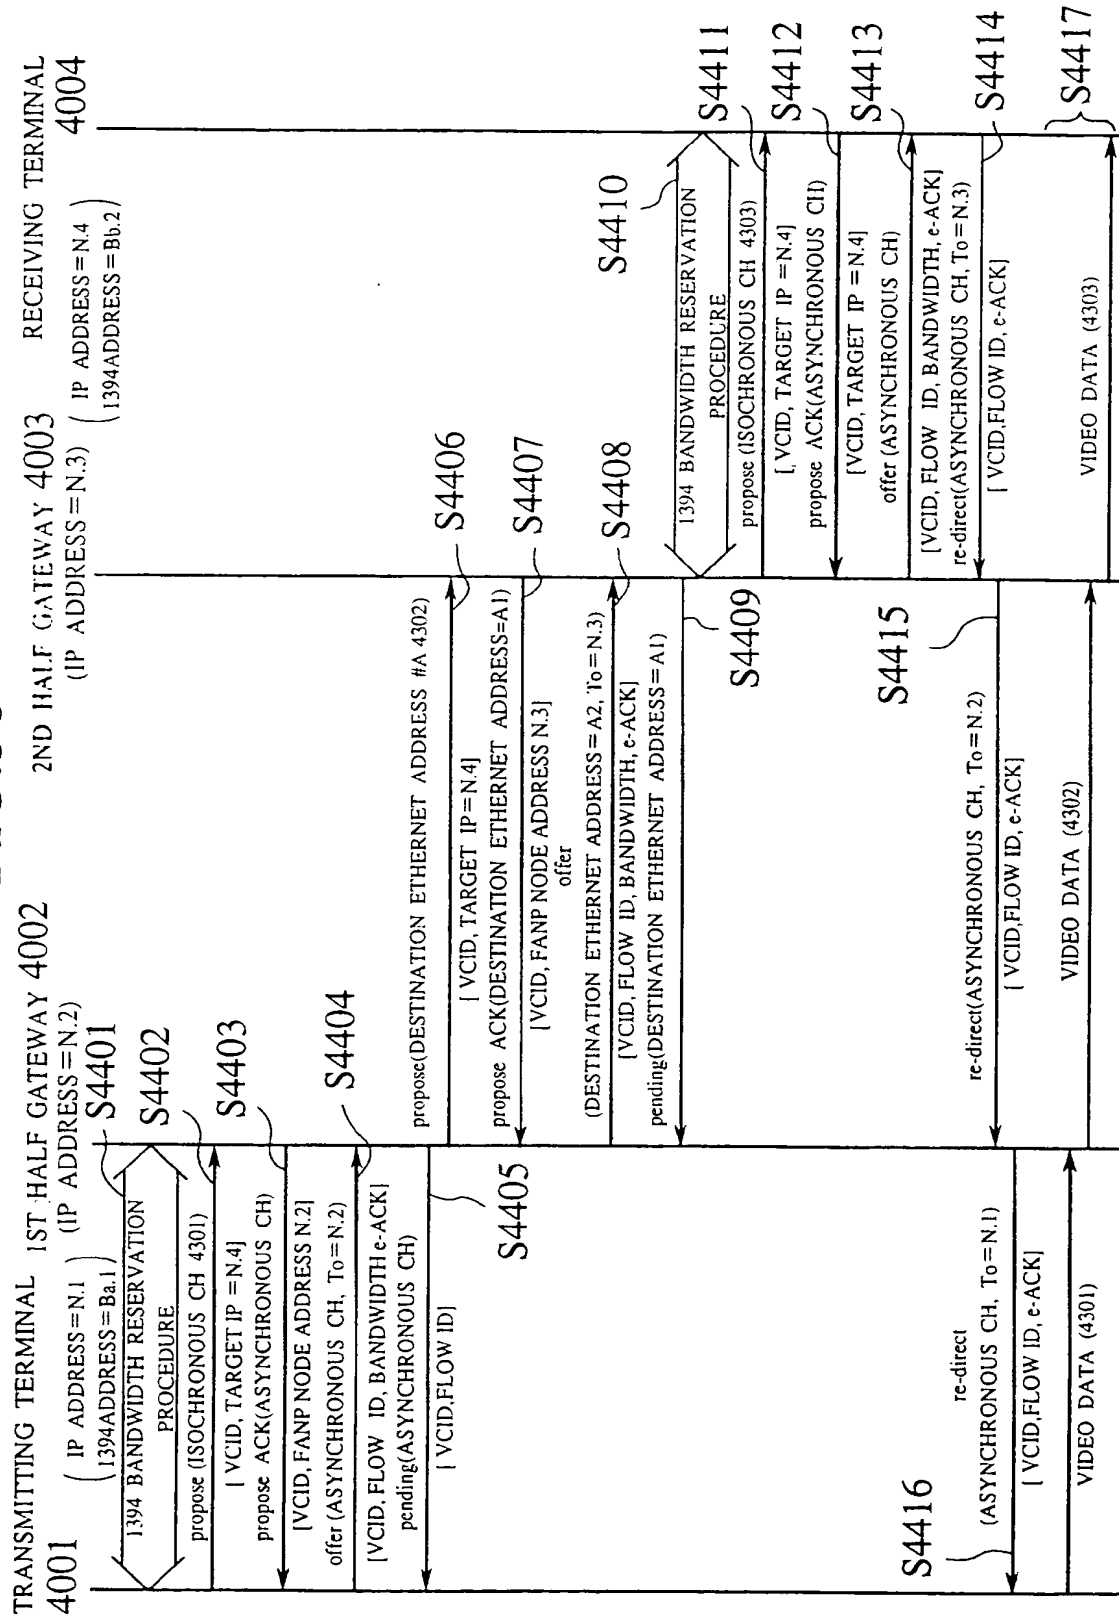 TRANSMITTING TERMINAL
4001
( IP ADDRESS=N.1
1394ADDRESS=Ba.1 )
1ST HALF GATEWAY 4002
(IP ADDRESS=N.2)
2ND HALF GATEWAY 4003
(IP ADDRESS=N.3)
RECEIVING TERMINAL
4004
( IP ADDRESS=N.4
1394ADDRESS=Bb.2 )
S4401
1394 BANDWIDTH RESERVATION
PROCEDURE
S4402
propose (ISOCHRONOUS CH 4301)
[ VCID, TARGET IP =N.4]
S4403
propose ACK(ASYNCHRONOUS CH)
[VCID, FANP NODE ADDRESS N.2]
S4404
offer (ASYNCHRONOUS CH, To=N.2)
[VCID, FLOW ID, BANDWIDTH e-ACK]
pending(ASYNCHRONOUS CH)
S4405
[ VCID,FLOW ID]
propose(DESTINATION ETHERNET ADDRESS #A 4302)
S4406
[ VCID, TARGET IP=N.4]
propose ACK(DESTINATION ETHERNET ADDRESS=A1)
S4407
[VCID, FANP NODE ADDRESS N.3]
offer
(DESTINATION ETHERNET ADDRESS=A2, To=N.3)
S4408
[VCID, FLOW ID, BANDWIDTH, e-ACK]
pending(DESTINATION ETHERNET ADDRESS=A1)
S4409
S4410
1394 BANDWIDTH RESERVATION
PROCEDURE
propose (ISOCHRONOUS CH 4303)
S4411
[ VCID, TARGET IP =N.4]
propose ACK(ASYNCHRONOUS CH)
S4412
[VCID, TARGET IP =N.4]
offer (ASYNCHRONOUS CH)
S4413
[VCID, FLOW ID, BANDWIDTH, e-ACK]
re-direct(ASYNCHRONOUS CH, To=N.3)
S4414
[ VCID,FLOW ID, e-ACK]
S4415
re-direct(ASYNCHRONOUS CH, To=N.2)
[ VCID,FLOW ID, e-ACK]
S4416
re-direct
(ASYNCHRONOUS CH, To=N.1)
[ VCID,FLOW ID, e-ACK]
VIDEO DATA (4301)
VIDEO DATA (4302)
VIDEO DATA (4303)
S4417